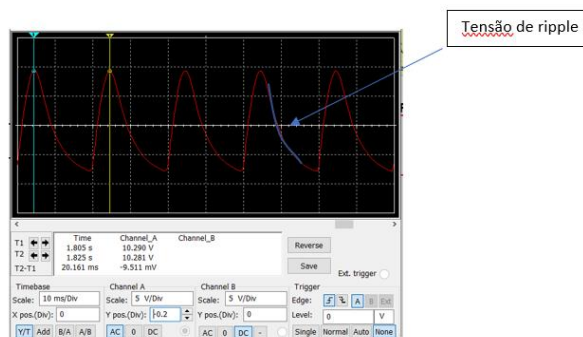 Tensão de ripple
T1 Time Channel_A Channel_B
1.805 s 10.290 V
T2 1.825 s 10.281 V
T2-T1 20.161 ms -9.511 mV
Reverse
Save
Ext. trigger
Timebase
Scale: 10 ms/Div
X pos.(Div): 0
Y/T Add B/A A/B
Channel A
Scale: 5 V/Div
Y pos.(Div): -0.2
AC 0 DC
Channel B
Scale: 5 V/Div
Y pos.(Div): 0
AC 0 DC -
Trigger
Edge: A B Ext
Level: 0 V
Single Normal Auto None